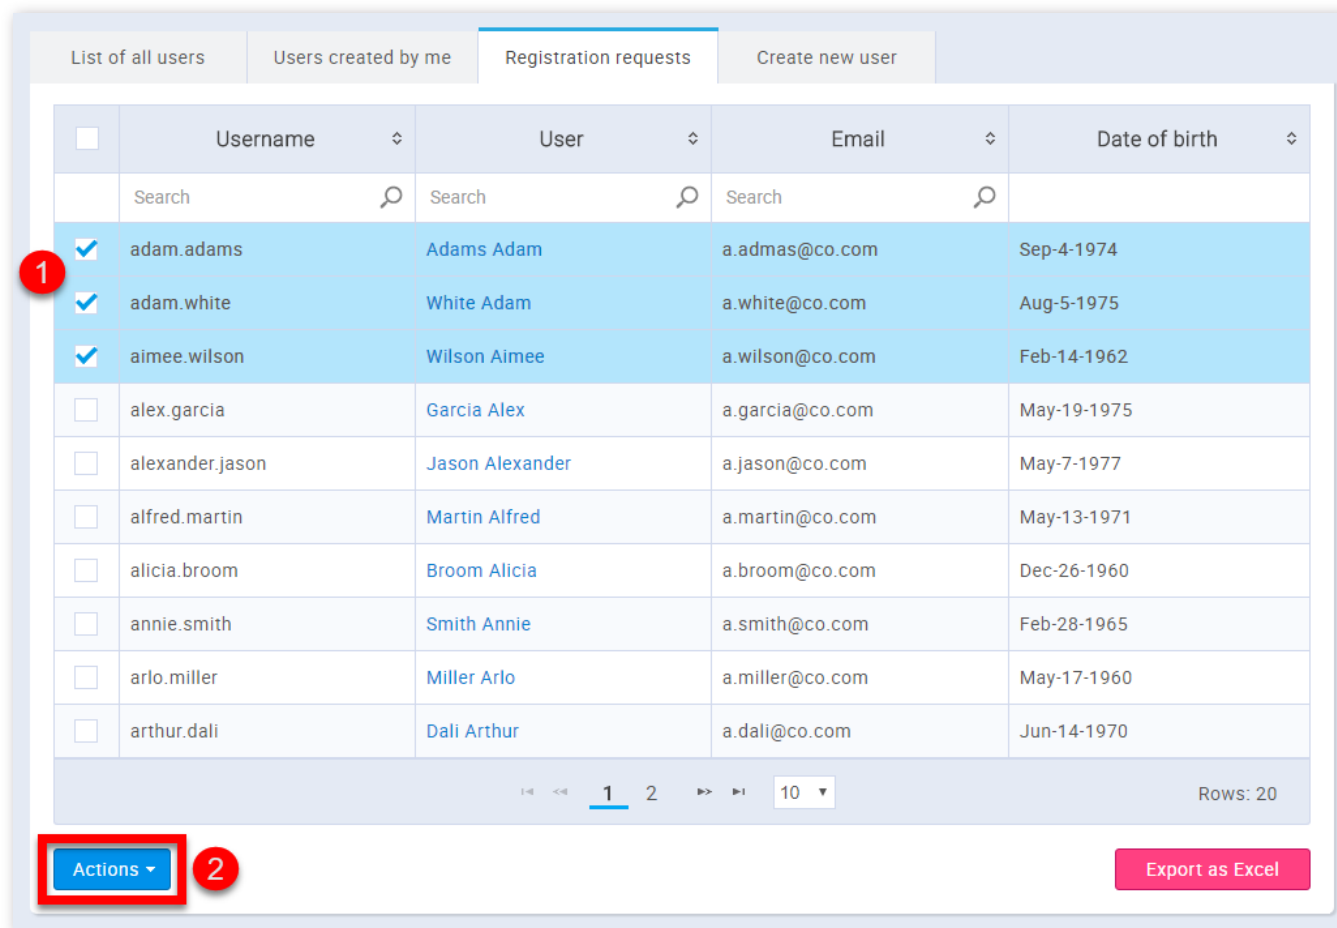 List of all users Users created by me Registration requests Create new user
Username User Email Date of birth
Search Search Search
adam.adams Adams Adam a.admas@co.com Sep-4-1974
1
adam.white White Adam a.white@co.com Aug-5-1975
aimee.wilson Wilson Aimee a.wilson@co.com Feb-14-1962
alex.garcia Garcia Alex a.garcia@co.com May-19-1975
alexander.jason Jason Alexander a.jason@co.com May-7-1977
alfred.martin Martin Alfred a.martin@co.com May-13-1971
alicia.broom Broom Alicia a.broom@co.com Dec-26-1960
annie.smith Smith Annie a.smith@co.com Feb-28-1965
arlo.miller Miller Arlo a.miller@co.com May-17-1960
arthur.dali Dali Arthur a.dali@co.com Jun-14-1970
1 2 10 Rows: 20
Actions 2 Export as Excel